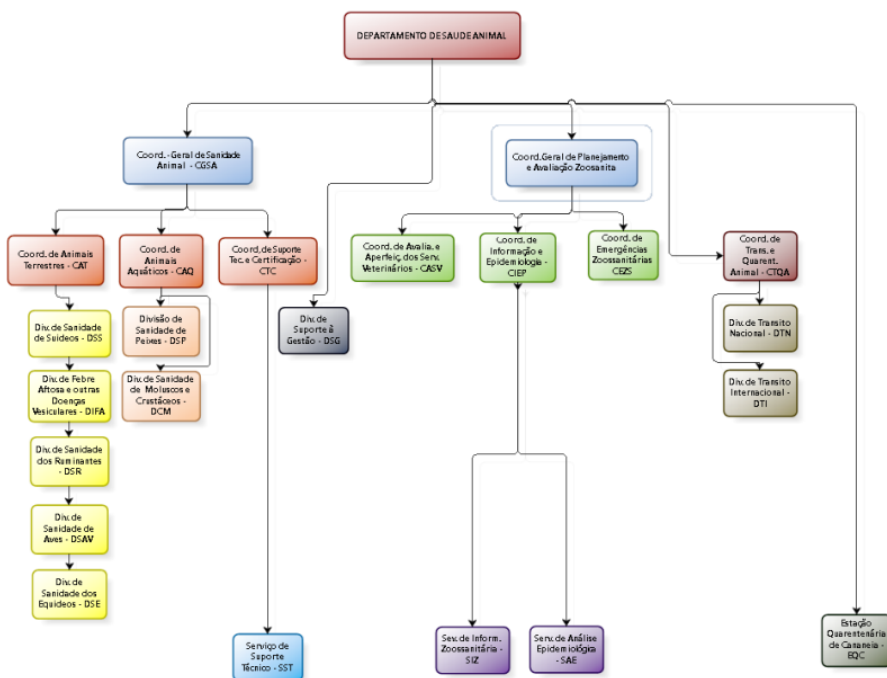 DEPARTAMENTO DE SAUDE ANIMAL
Coord. - Geral de Sanidade
Animal - CGSA
Coord.Geral de Planejamento
e Avaliação Zoosanita
Coord. de Animais
Terrestres - CAT
Coord. de
Animais
Aquáticos - CAQ
Coord. de Suporte
Tec. e Certificação -
CTC
Coord. de Avalia. e
Aperfeiç. dos Serv.
Veterinários - CASV
Coord. de
Informação e
Epidemiologia -
CIEP
Coord. de
Emergências
Zoossanitárias
CEZS
Coord. de
Trans. e
Quarent.
Animal - CTQA
Div. de Sanidade
de Suideos - DSS
Divisão de
Sanidade de
Peixes - DSP
Div. de
Suporte à
Gestão - DSG
Div. de Transito
Nacional - DTN
Div. de Febre
Aftosa e outras
Doenças
Vesiculares - DIFA
Div. de Sanidade
de Moluscos e
Crustáceos -
DCM
Div. de Transito
Internacional -
DTI
Div. de Sanidade
dos Ruminantes
- DSR
Div. de
Sanidade de
Aves - DSAV
Div. de
Sanidade dos
Equideos - DSE
Serviço de
Suporte
Técnico - SST
Serv. de Inform.
Zoossanitária -
SIZ
Serv. de Análise
Epidemiológica -
SAE
Estação
Quarentenária
de Cananeia -
EQC